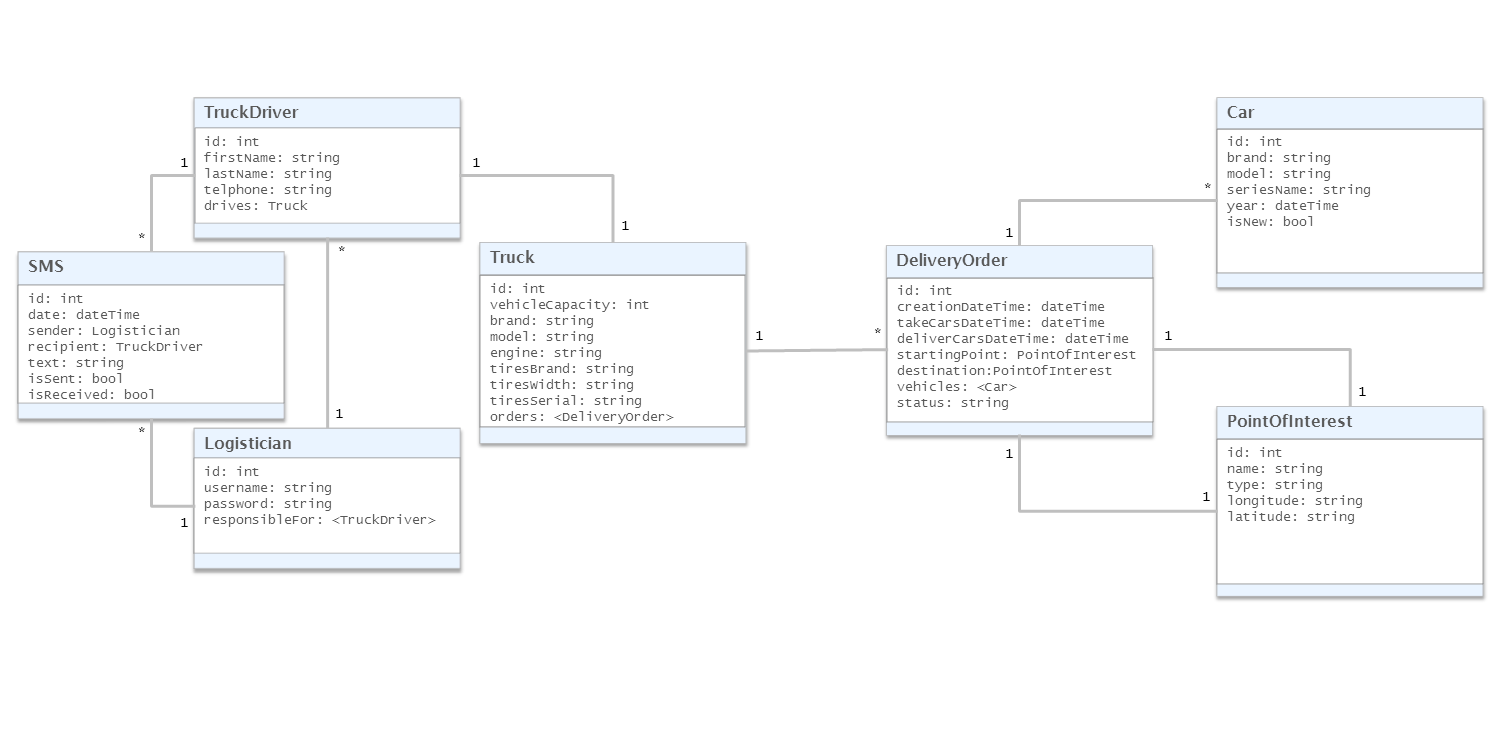 TruckDriver
id: int
firstName: string
lastName: string
telphone: string
drives: Truck
1
*
1
1
*
1
SMS
id: int
date: dateTime
sender: Logistician
recipient: TruckDriver
text: string
isSent: bool
isReceived: bool
*
1
Logistician
id: int
username: string
password: string
responsibleFor: <TruckDriver>
Truck
id: int
vehicleCapacity: int
brand: string
model: string
engine: string
tiresBrand: string
tiresWidth: string
tiresSerial: string
orders: <DeliveryOrder>
1
*
DeliveryOrder
id: int
creationDateTime: dateTime
takeCarsDateTime: dateTime
deliverCarsDateTime: dateTime
startingPoint: PointOfInterest
destination:PointOfInterest
vehicles: <Car>
status: string
1
*
1
1
1
1
Car
id: int
brand: string
model: string
seriesName: string
year: dateTime
isNew: bool
PointOfInterest
id: int
name: string
type: string
longitude: string
latitude: string